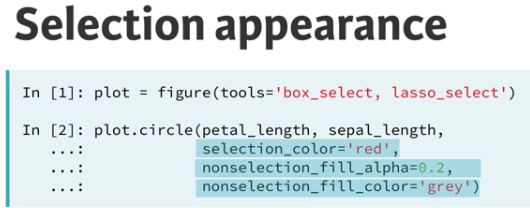 Selection appearance
In [1]: plot = figure(tools='box_select, lasso_select')
In [2]: plot.circle(petal_length, sepal_length,
...: selection_color='red',
...: nonselection_fill_alpha=0.2,
...: nonselection_fill_color='grey')